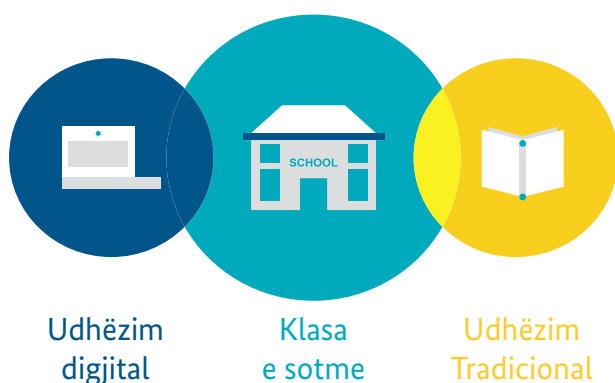 SCHOOL
Udhëzim
digjital
Klasa
e sotme
Udhëzim
Tradicional